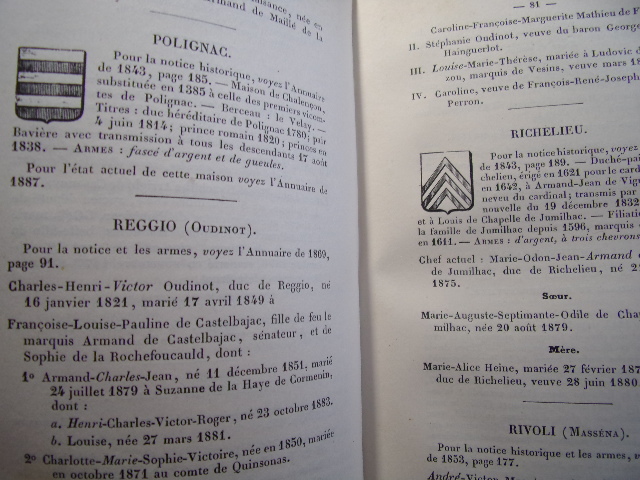 mand de Maillé de la
POLIGNAC.
Pour la notice historique, voyez l'Annuaire
de 1843, page 185. — Maison de Chalençon,
substituée en 1385 à celle des premiers vicom-
tes de Polignac. — Berceau : le Velay. —
Titres : duc héréditaire de Polignac 1780; pair
4 juin 1814; prince romain 1820; prince en
Bavière avec transmission à tous les descendants 17 août
1838. — ARMES : fascé d'argent et de gueules.
Pour l'état actuel de cette maison voyez l'Annuaire de
1887.
REGGIO (OUDINOT).
Pour la notice et les armes, voyez l'Annuaire de 1869,
page 91.
Charles-Henri-Victor Oudinot, duc de Reggio, né
16 janvier 1821, marié 17 avril 1849 à
Françoise-Louise-Pauline de Castelbajac, fille de feu le
marquis Armand de Castelbajac, sénateur, et de
Sophie de la Rochefoucauld, dont :
1° Armand-Charles-Jean, né 11 décembre 1851, marié
24 juillet 1879 à Suzanne de la Haye de Cormenin,
dont :
a. Henri-Charles-Victor-Roger, né 23 octobre 1883.
b. Louise, née 27 mars 1881.
2° Charlotte-Marie-Sophie-Victoire, née en 1850, mariée
en octobre 1871 au comte de Quinsonas.
— 81 —
Caroline-Françoise-Marguerite Mathieu de F
II. Stéphanie Oudinot, veuve du baron George
Hainguerlot.
III. Louise-Marie-Thérèse, mariée à Ludovic d
zou, marquis de Vesins, veuve mars 18
IV. Caroline, veuve de François-René-Joseph
Perron.
RICHELIEU.
Pour la notice historique, voyez
de 1843, page 189. — Duché-pai
chelieu, érigé en 1621 pour le card
en 1642, à Armand-Jean de Vig
neveu du cardinal; transmis par
nouvelle du 19 décembre 1832
et à Louis de Chapelle de Jumilhac. — Filiati
la famille de Jumilhac depuis 1596, marquis
en 1611. — ARMES : d'argent, à trois chevrons
Chef actuel : Marie-Odon-Jean-Armand
de Jumilhac, duc de Richelieu, né 2
1875.
Sœur.
Marie-Auguste-Septimante-Odile de Cha
milhac, née 20 août 1879.
Mère.
Marie-Alice Heine, mariée 27 février 187
duc de Richelieu, veuve 28 juin 1880.
RIVOLI (MASSÉNA).
Pour la notice historique et les armes, v
de 1853, page 177.
André-Victor